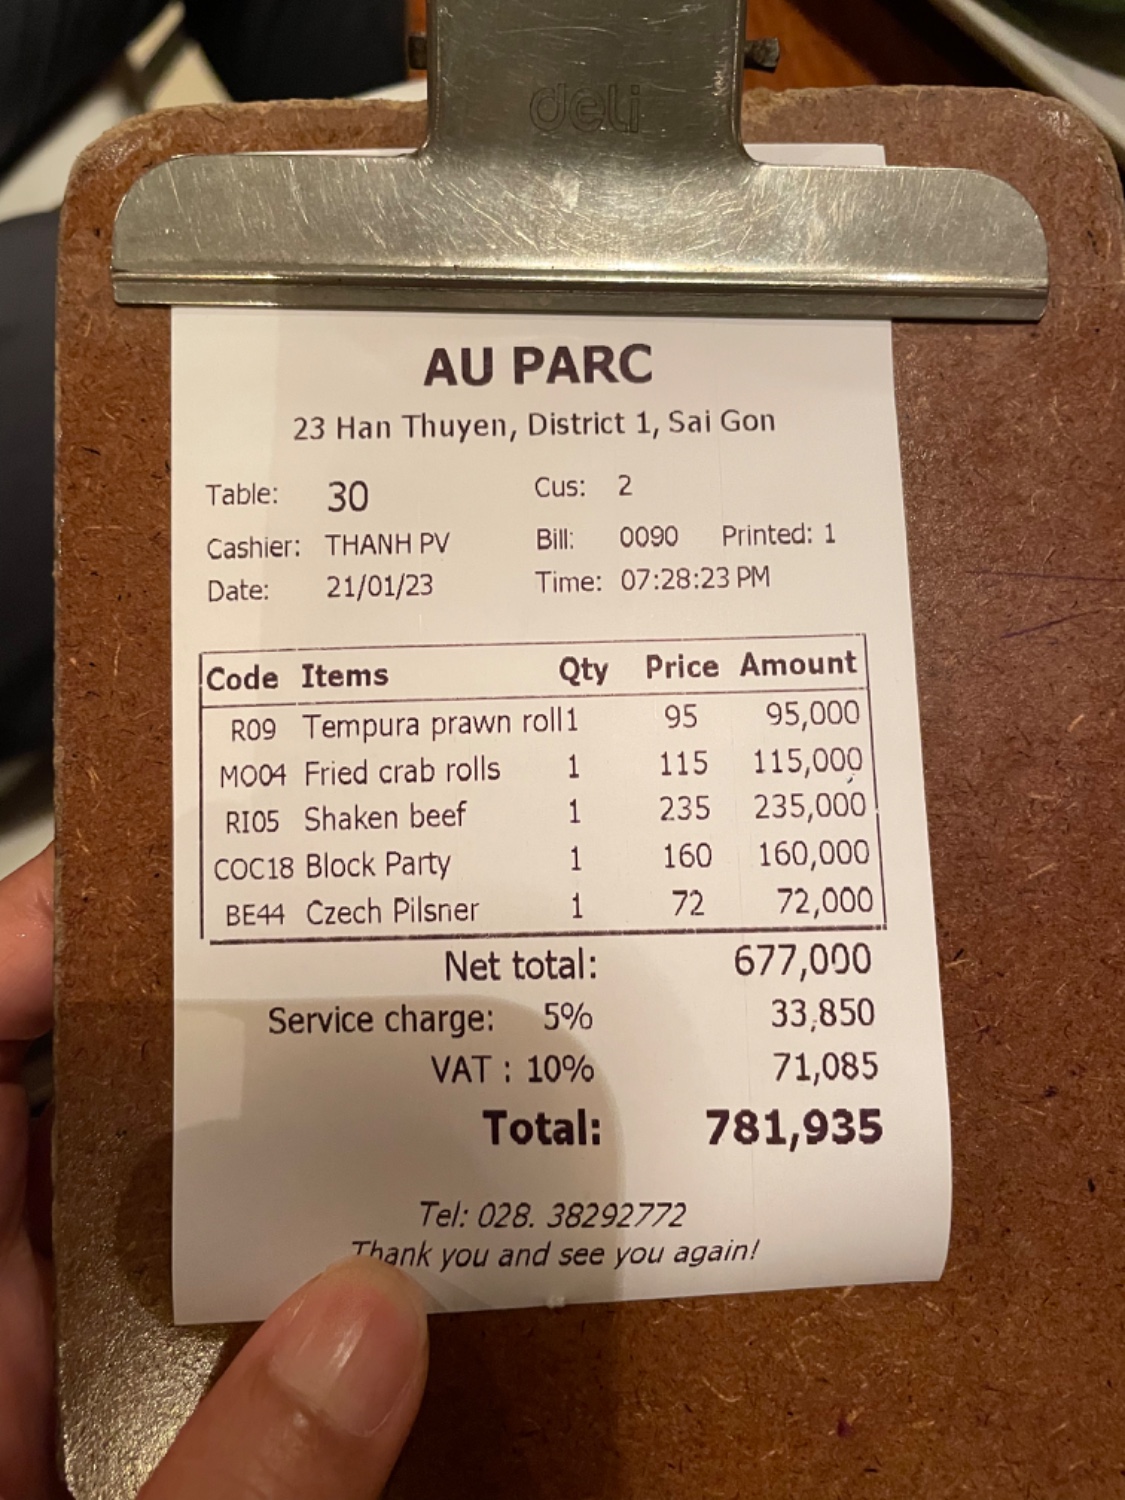 deli
AU PARC
23 Han Thuyen, District 1, Sai Gon
Table: 30 Cus: 2
Cashier: THANH PV Bill: 0090 Printed: 1
Date: 21/01/23 Time: 07:28:23 PM
Code Items Qty Price Amount
R09 Tempura prawn roll1 95 95,000
MO04 Fried crab rolls 1 115 115,000
RI05 Shaken beef 1 235 235,000
COC18 Block Party 1 160 160,000
BE44 Czech Pilsner 1 72 72,000
Net total: 677,000
Service charge: 5% 33,850
VAT : 10% 71,085
Total: 781,935
Tel: 028. 38292772
Thank you and see you again!